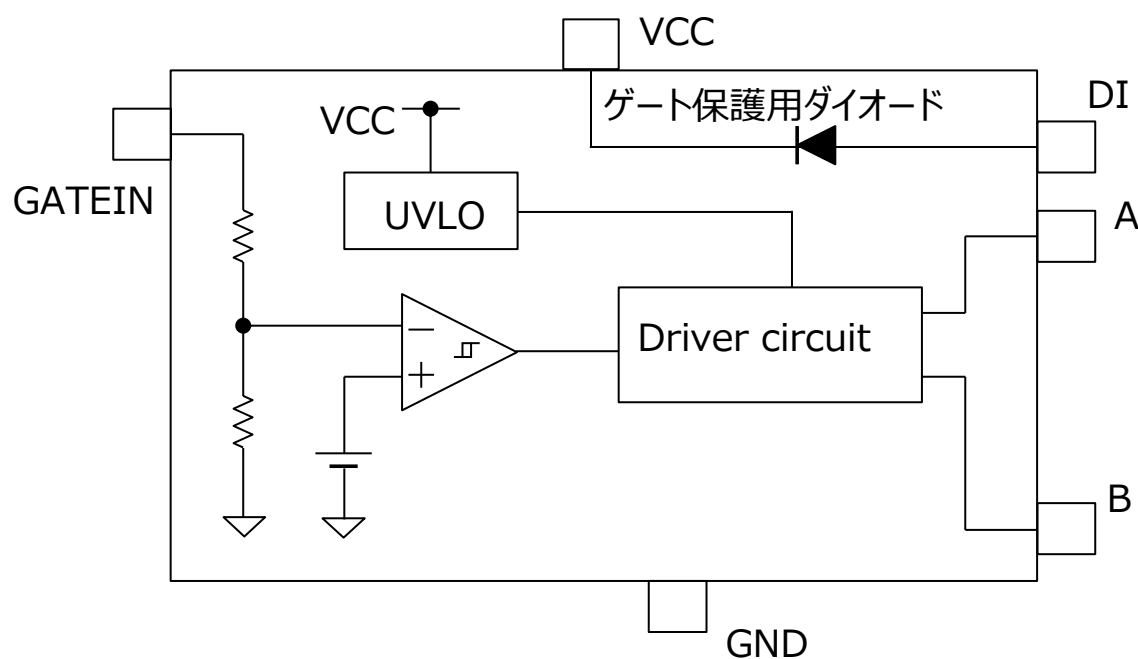 VCC
ゲート保護用ダイオード
DI
VCC
GATEIN
UVLO
A
Driver circuit
B
GND